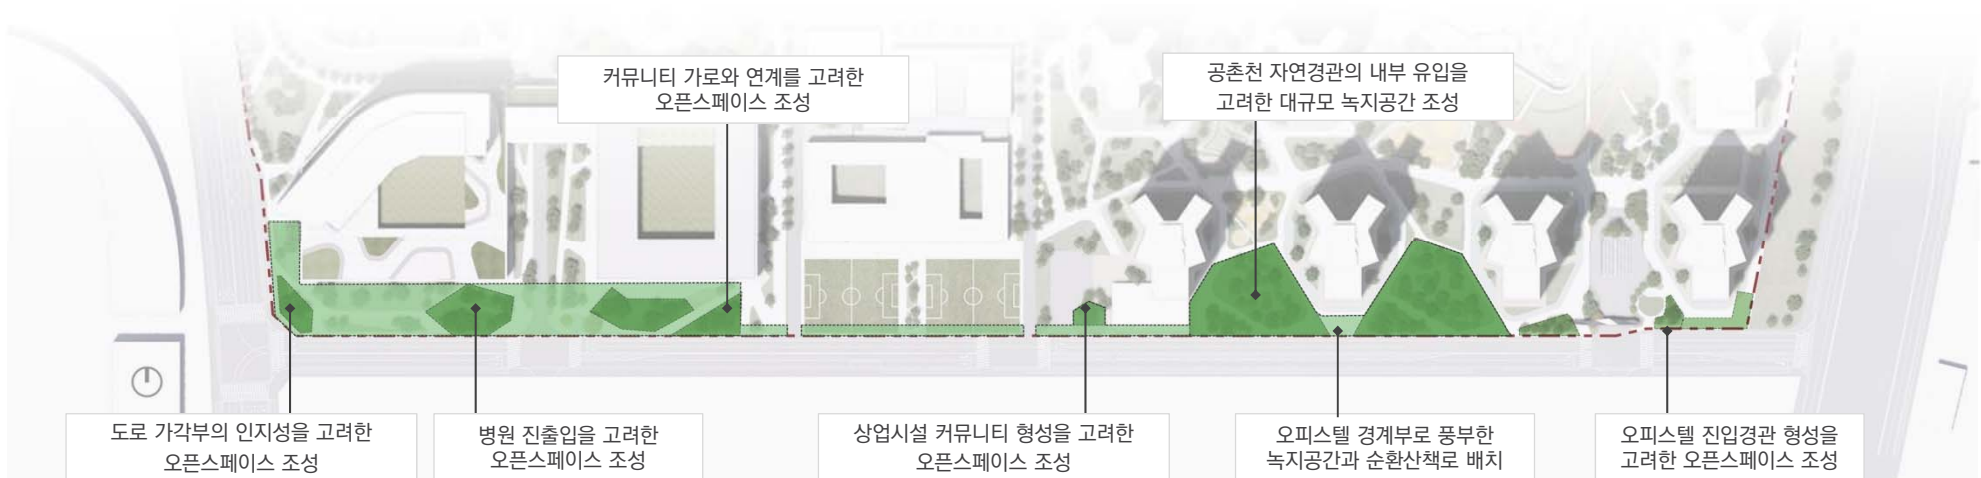 커뮤니티 가로와 연계를 고려한
오픈스페이스 조성
공촌천 자연경관의 내부 유입을
고려한 대규모 녹지공간 조성
도로 가각부의 인지성을 고려한
오픈스페이스 조성
병원 진출입을 고려한
오픈스페이스 조성
상업시설 커뮤니티 형성을 고려한
오픈스페이스 조성
오피스텔 경계부로 풍부한
녹지공간과 순환산책로 배치
오피스텔 진입경관 형성을
고려한 오픈스페이스 조성